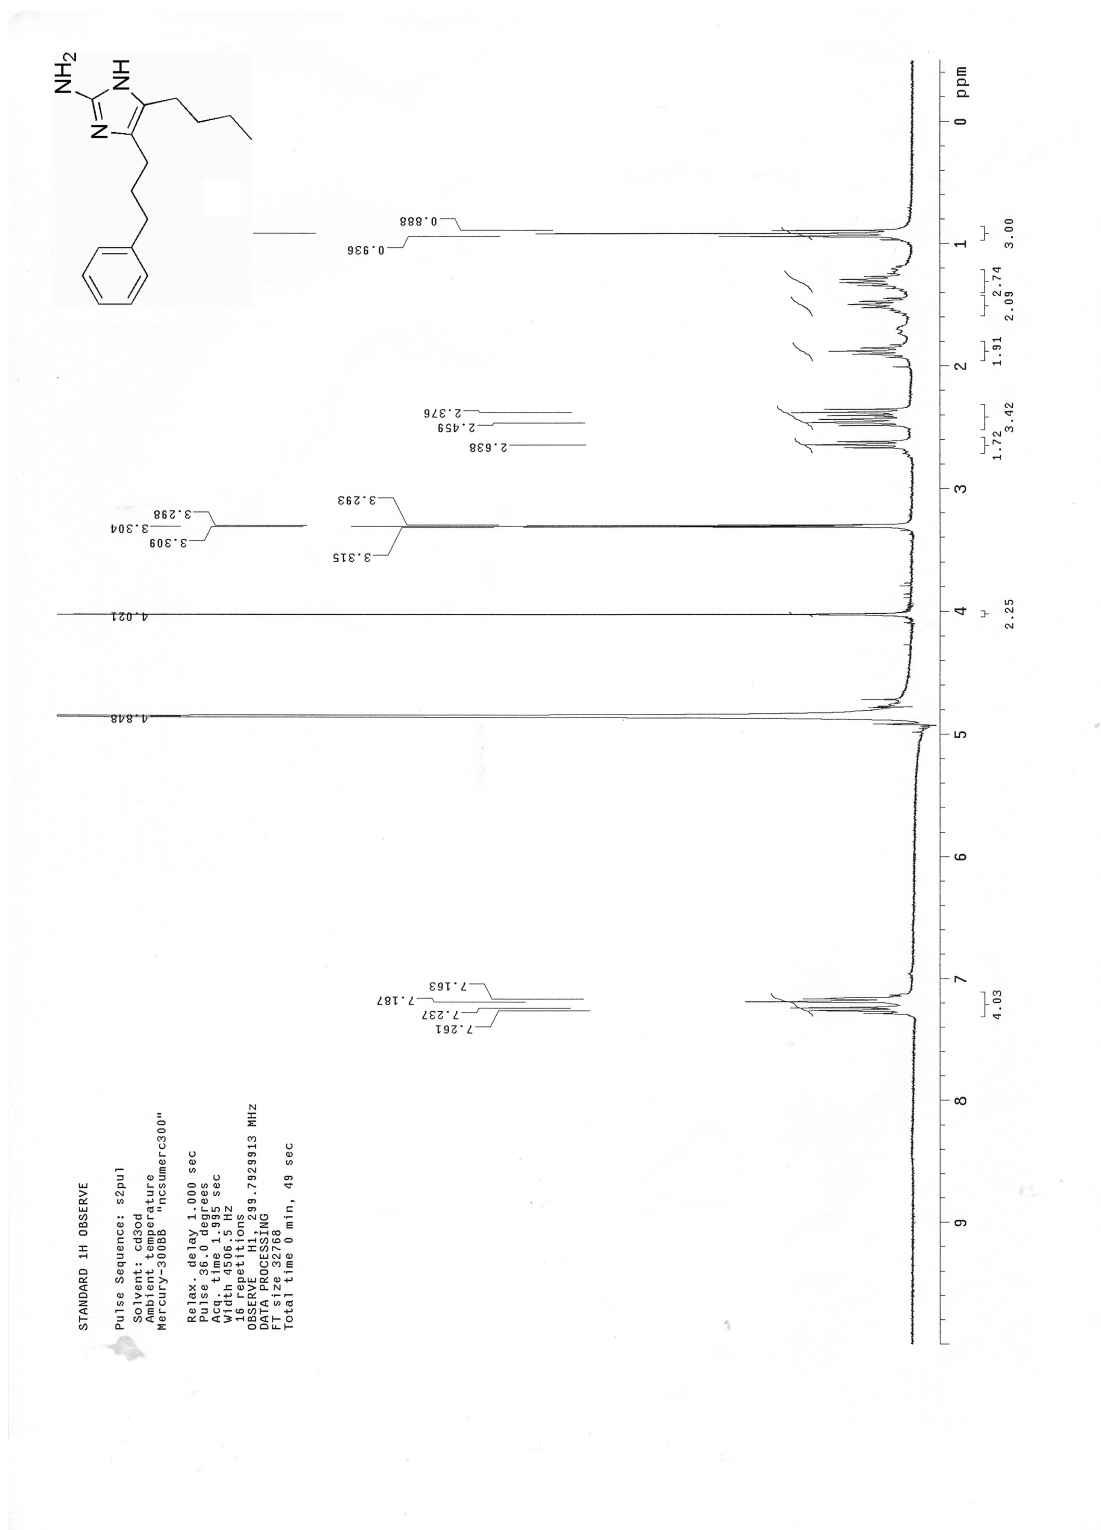 NH2
N
NH
STANDARD 1H OBSERVE
Pulse Sequence: s2pul
Solvent: cd3od
Ambient temperature
Mercury-300BB "ncsumerc300"
Relax. delay 1.000 sec
Pulse 36.0 degrees
Acq. time 1.995 sec
Width 4506.5 Hz
16 repetitions
OBSERVE H1, 299.7929913 MHz
DATA PROCESSING
FT size 32768
Total time 0 min, 49 sec
7.261
7.237
7.187
7.163
4.848
4.021
3.315
3.309
3.304
3.298
3.293
2.638
2.459
2.376
0.936
0.888
9 8 7 6 5 4 3 2 1 0 ppm
4.03 2.25 1.72 3.42 1.91 2.09 2.74 3.00